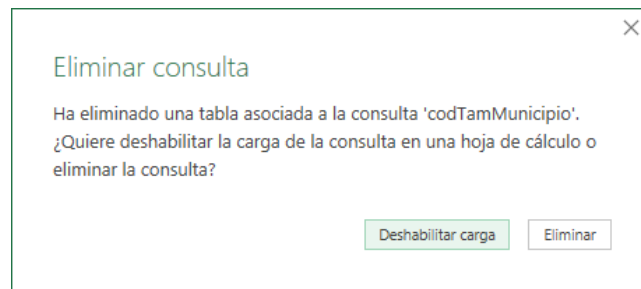 Eliminar consulta
Ha eliminado una tabla asociada a la consulta 'codTamMunicipio'.
¿Quiere deshabilitar la carga de la consulta en una hoja de cálculo o
eliminar la consulta?
Deshabilitar carga
Eliminar